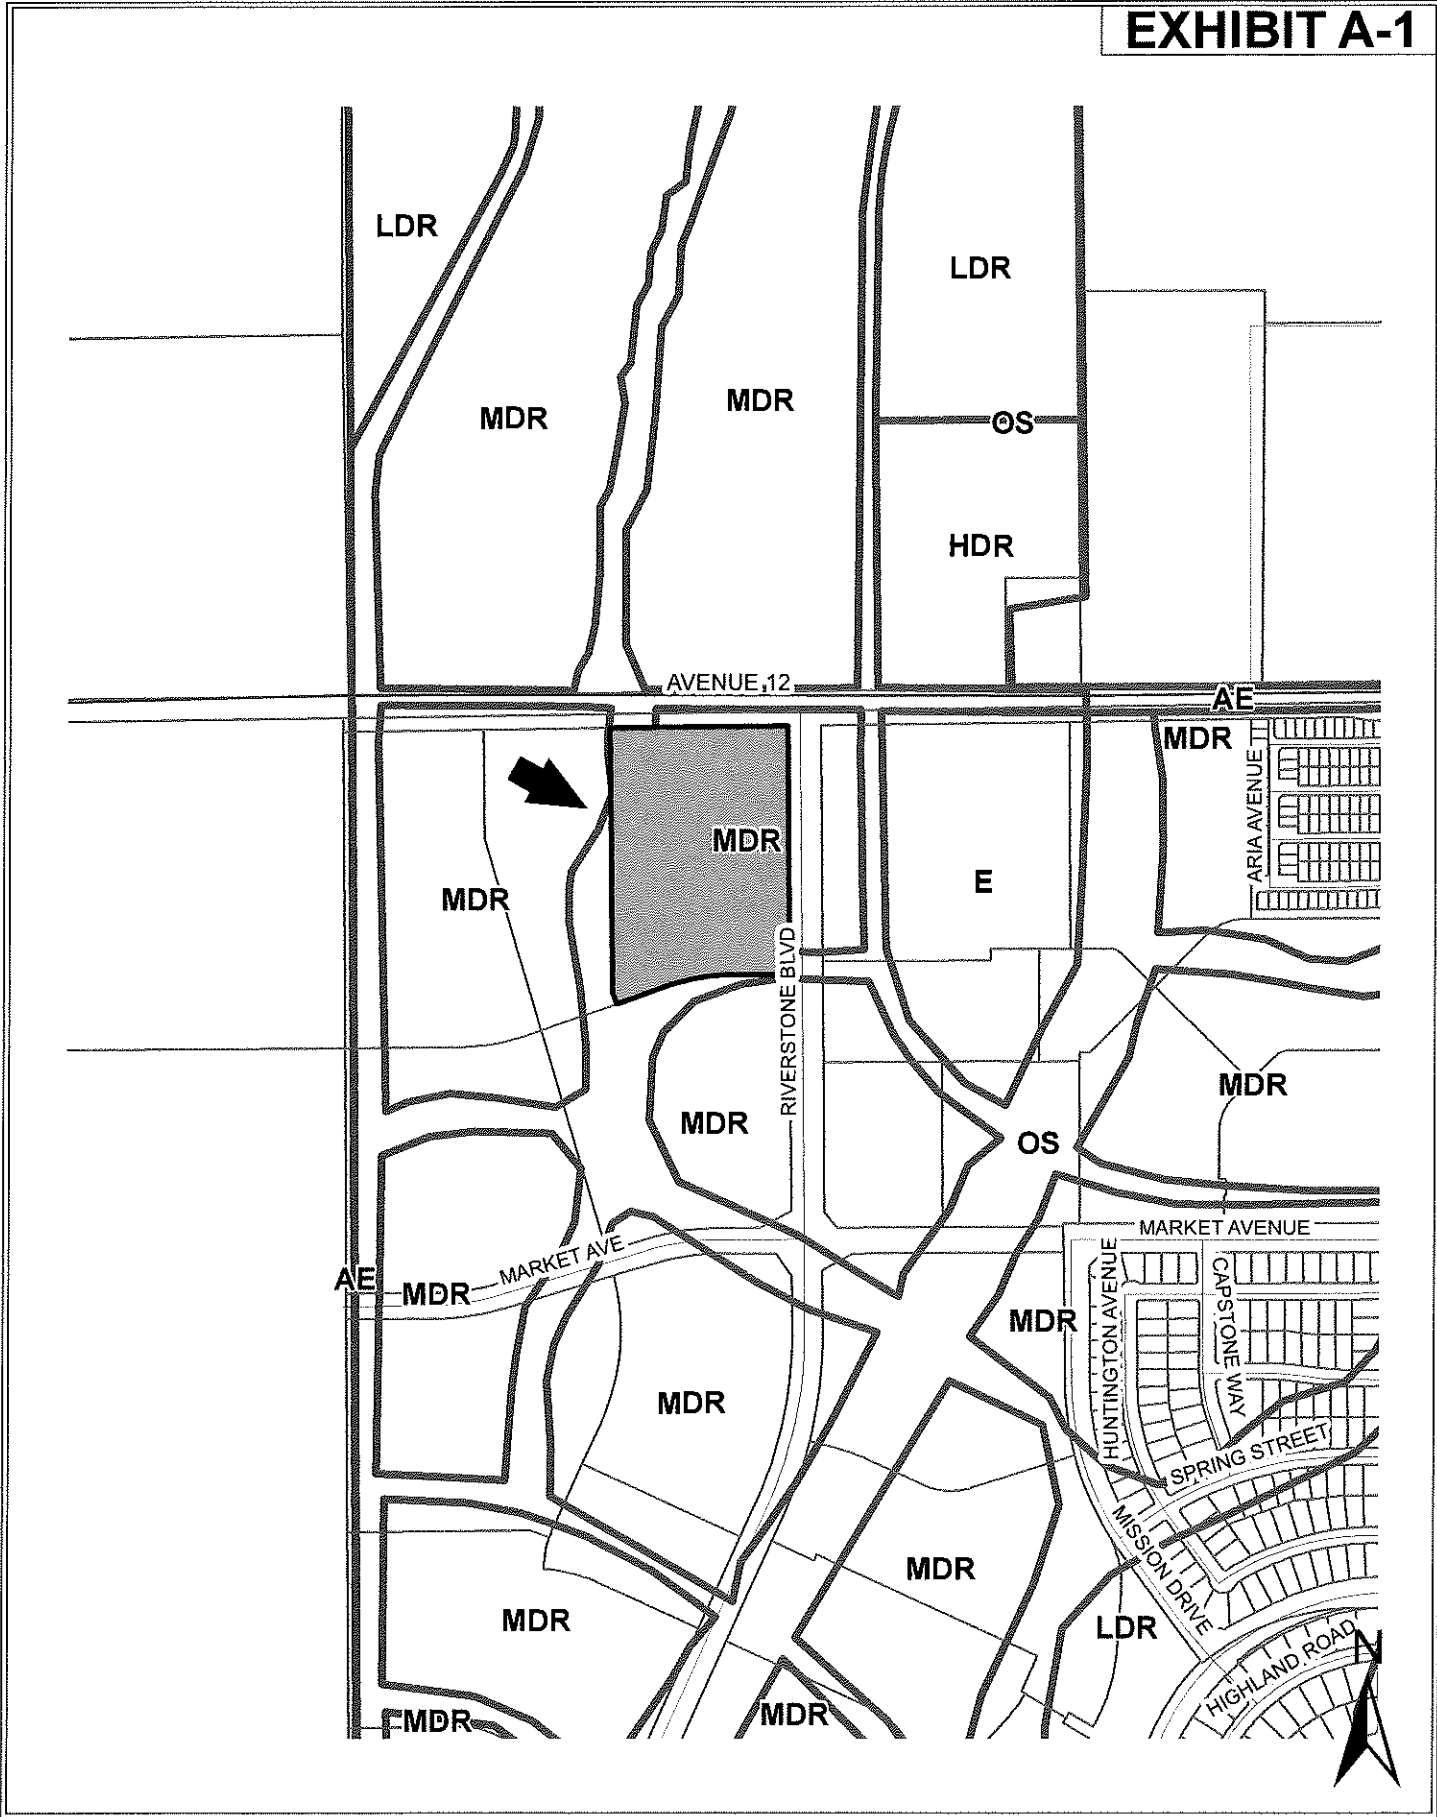 EXHIBIT A-1
LDR
LDR
MDR
MDR
OS
HDR
AVENUE 12
AE
MDR
ARIA AVENUE
MDR
MDR
E
RIVERSTONE BLVD
MDR
MDR
OS
MARKET AVENUE
MARKET AVE
AE
MDR
MDR
HUNTINGTON AVENUE
CAPSTONE WAY
MDR
SPRING STREET
MISSION DRIVE
MDR
MDR
LDR
HIGHLAND ROAD
N
MDR
MDR